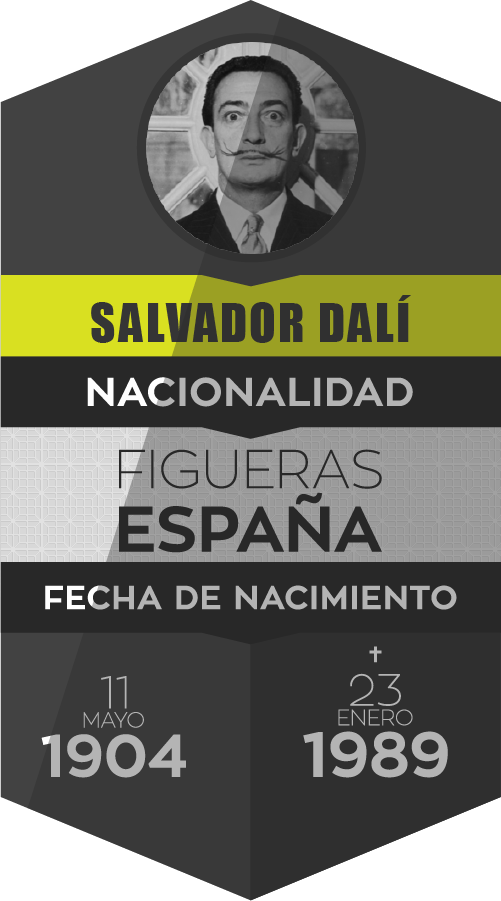 SALVADOR DALÍ
NACIONALIDAD
FIGUERAS
ESPAÑA
FECHA DE NACIMIENTO
11
MAYO
1904
✝
23
ENERO
1989